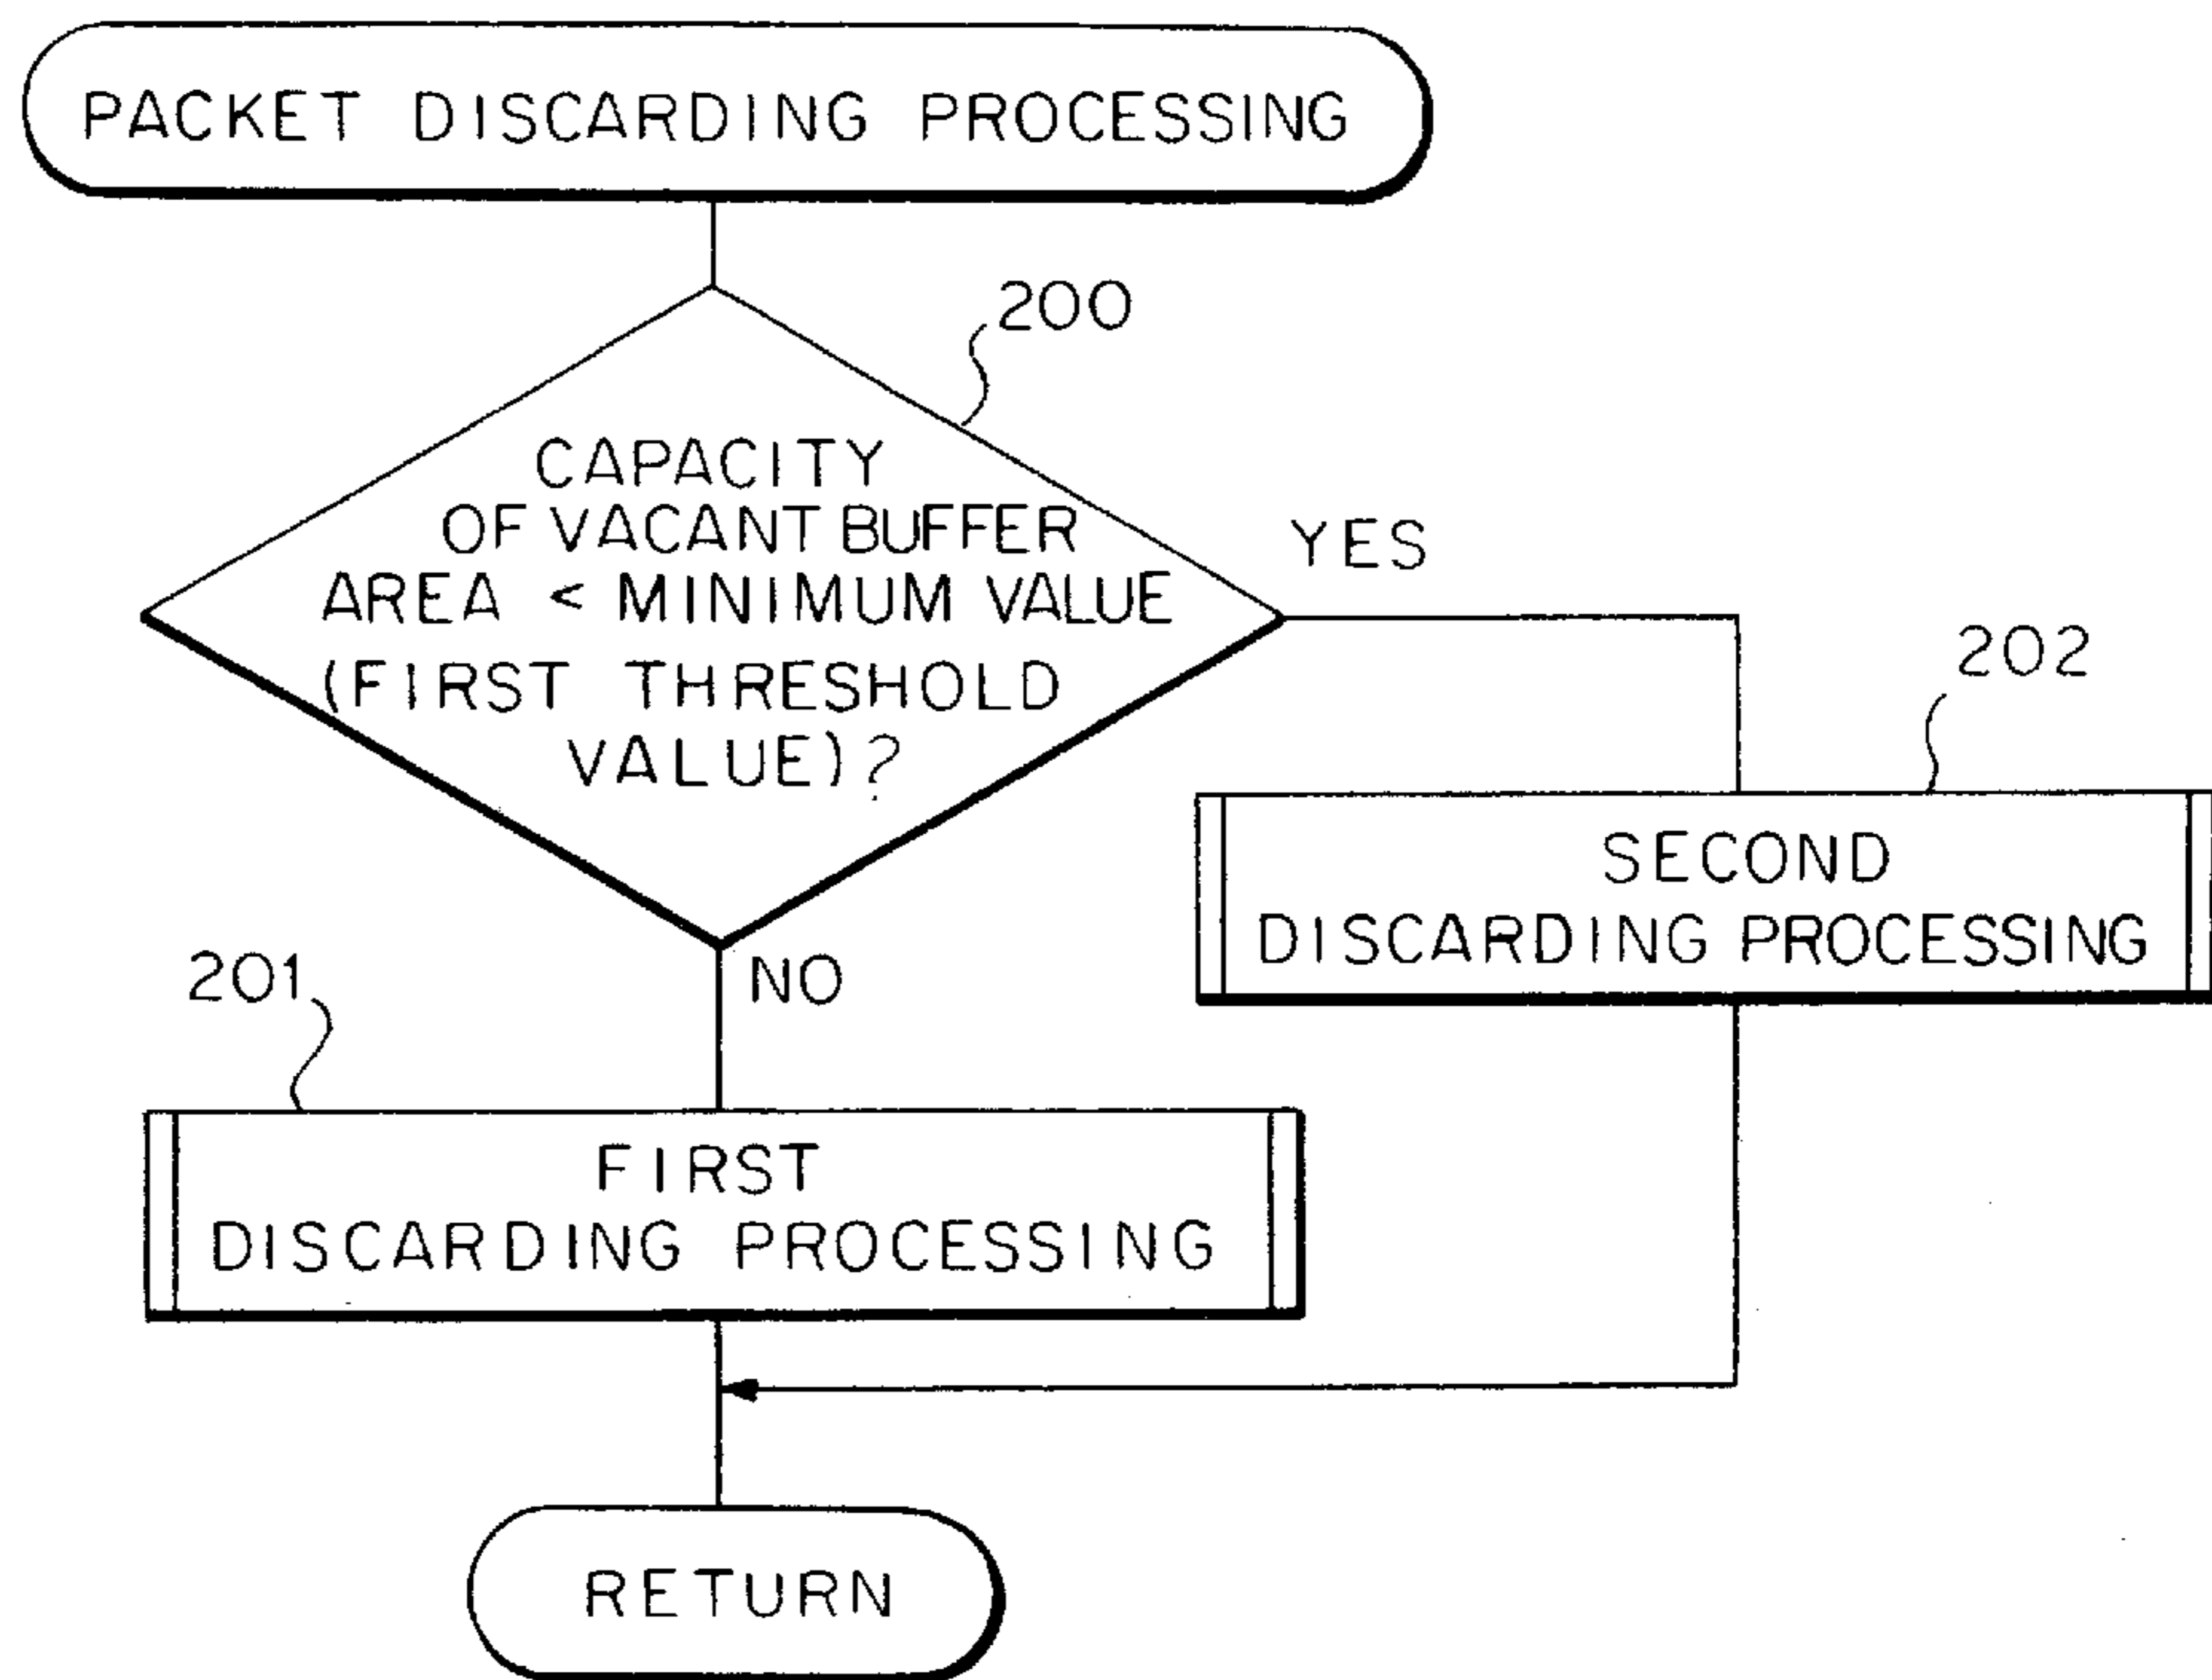 PACKET DISCARDING PROCESSING
200
CAPACITY
OF VACANT BUFFER
AREA < MINIMUM VALUE
(FIRST THRESHOLD
VALUE)?
YES
202
SECOND
DISCARDING PROCESSING
201
NO
FIRST
DISCARDING PROCESSING
RETURN